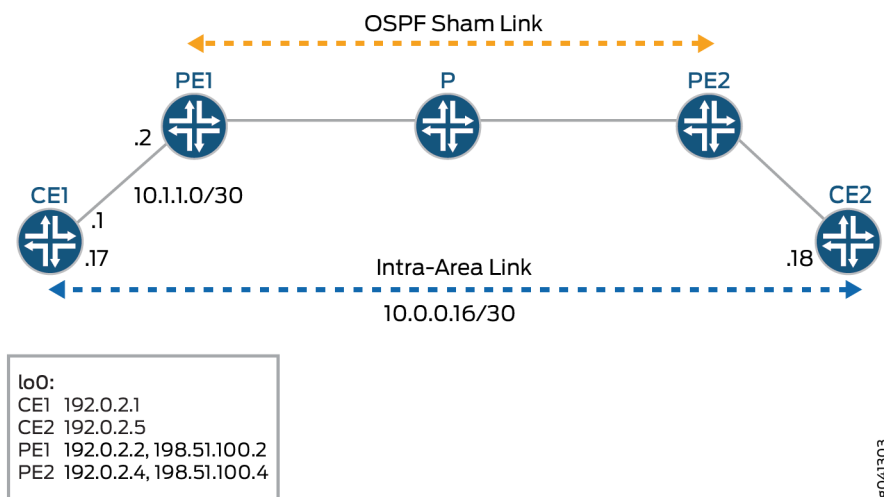 OSPF Sham Link
PE1
P
PE2
.2
CE1
10.1.1.0/30
CE2
.1
.17
Intra-Area Link
.18
10.0.0.16/30
lo0:
CE1 192.0.2.1
CE2 192.0.2.5
PE1 192.0.2.2, 198.51.100.2
PE2 192.0.2.4, 198.51.100.4